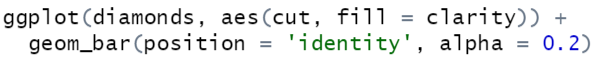 ggplot(diamonds, aes(cut, fill = clarity)) +
  geom_bar(position = 'identity', alpha = 0.2)